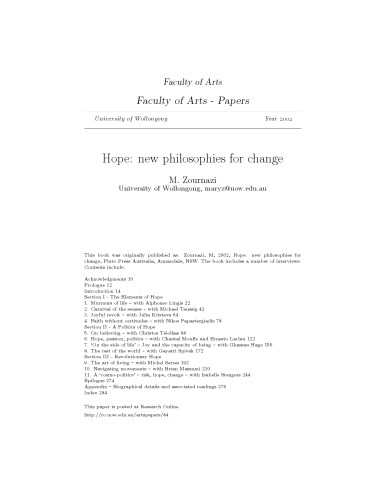 Faculty of Arts
Faculty of Arts - Papers
University of Wollongong Year 2002
Hope: new philosophies for change
M. Zournazi
University of Wollongong, maryz@uow.edu.au
This book was originally published as: Zournazi, M, 2002, Hope: new philosophies for
change, Pluto Press Australia, Annandale, NSW. The book includes a number of interviews.
Contents include:
Acknowledgments 10
Prologue 12
Introduction 14
Section I - The Elements of Hope
1. Murmurs of life – with Alphonso Lingis 22
2. Carnival of the senses – with Michael Taussig 42
3. Joyful revolt – with Julia Kristeva 64
4. Faith without certitudes – with Nikos Papastergiadis 78
Section II - A Politics of Hope
5. On believing – with Christos Tsiolkas 98
6. Hope, passion, politics – with Chantal Mouffe and Ernesto Laclau 122
7. 'On the side of life' – Joy and the capacity of being – with Ghassan Hage 150
8. The rest of the world – with Gayatri Spivak 172
Section III - Revolutionary Hope
9. The art of living – with Michel Serres 192
10. Navigating movements – with Brian Massumi 210
11. A 'cosmo-politics' – risk, hope, change – with Isabelle Stengers 244
Epilogue 274
Appendix – Biographical details and associated readings 276
Index 284
This paper is posted at Research Online.
http://ro.uow.edu.au/artspapers/84